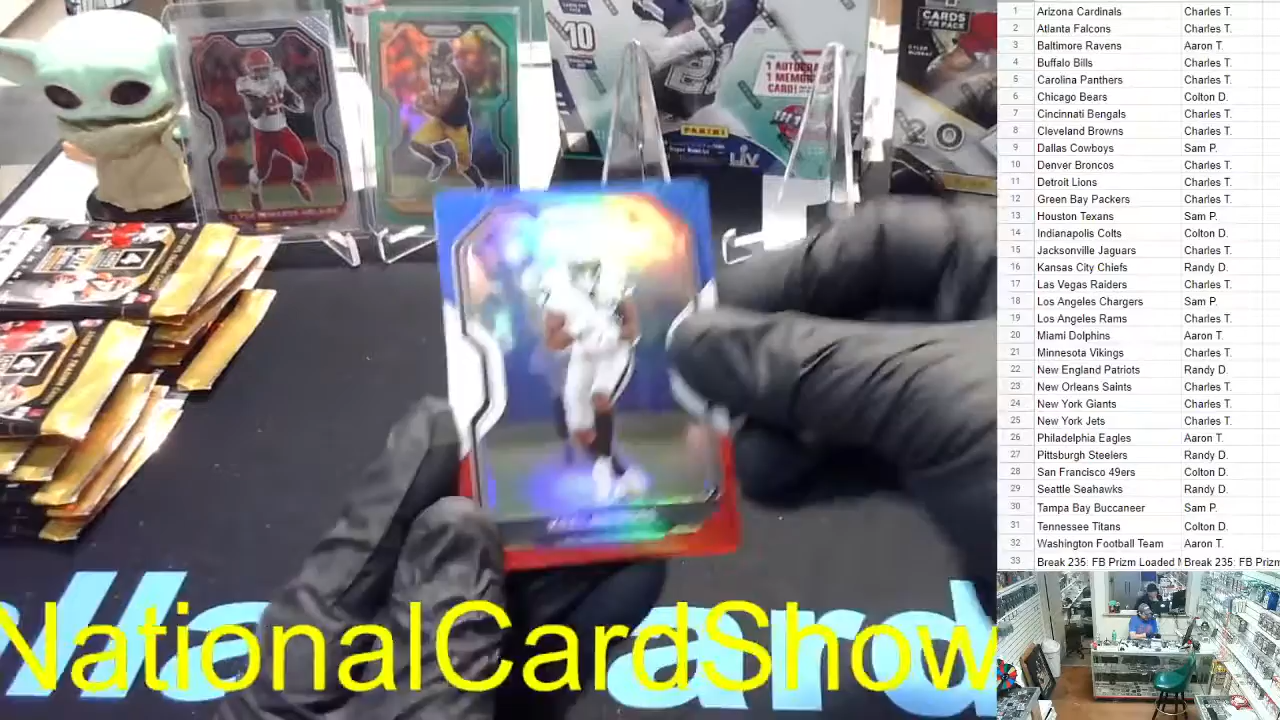 CARDS
PER PACK
10
1 AUTOGRAPH
1 MEMORABILIA
CARD!
PANINI
LIV
NationalCardShow
1 Arizona Cardinals Charles T.
2 Atlanta Falcons Charles T.
3 Baltimore Ravens Aaron T.
4 Buffalo Bills Charles T.
5 Carolina Panthers Charles T.
6 Chicago Bears Colton D.
7 Cincinnati Bengals Charles T.
8 Cleveland Browns Charles T.
9 Dallas Cowboys Sam P.
10 Denver Broncos Charles T.
11 Detroit Lions Charles T.
12 Green Bay Packers Charles T.
13 Houston Texans Sam P.
14 Indianapolis Colts Colton D.
15 Jacksonville Jaguars Charles T.
16 Kansas City Chiefs Randy D.
17 Las Vegas Raiders Charles T.
18 Los Angeles Chargers Sam P.
19 Los Angeles Rams Charles T.
20 Miami Dolphins Aaron T.
21 Minnesota Vikings Charles T.
22 New England Patriots Randy D.
23 New Orleans Saints Charles T.
24 New York Giants Charles T.
25 New York Jets Charles T.
26 Philadelphia Eagles Aaron T.
27 Pittsburgh Steelers Randy D.
28 San Francisco 49ers Colton D.
29 Seattle Seahawks Randy D.
30 Tampa Bay Buccaneer Sam P.
31 Tennessee Titans Colton D.
32 Washington Football Team Aaron T.
33 Break 235: FB Prizm Loaded Break 235: FB Prizm